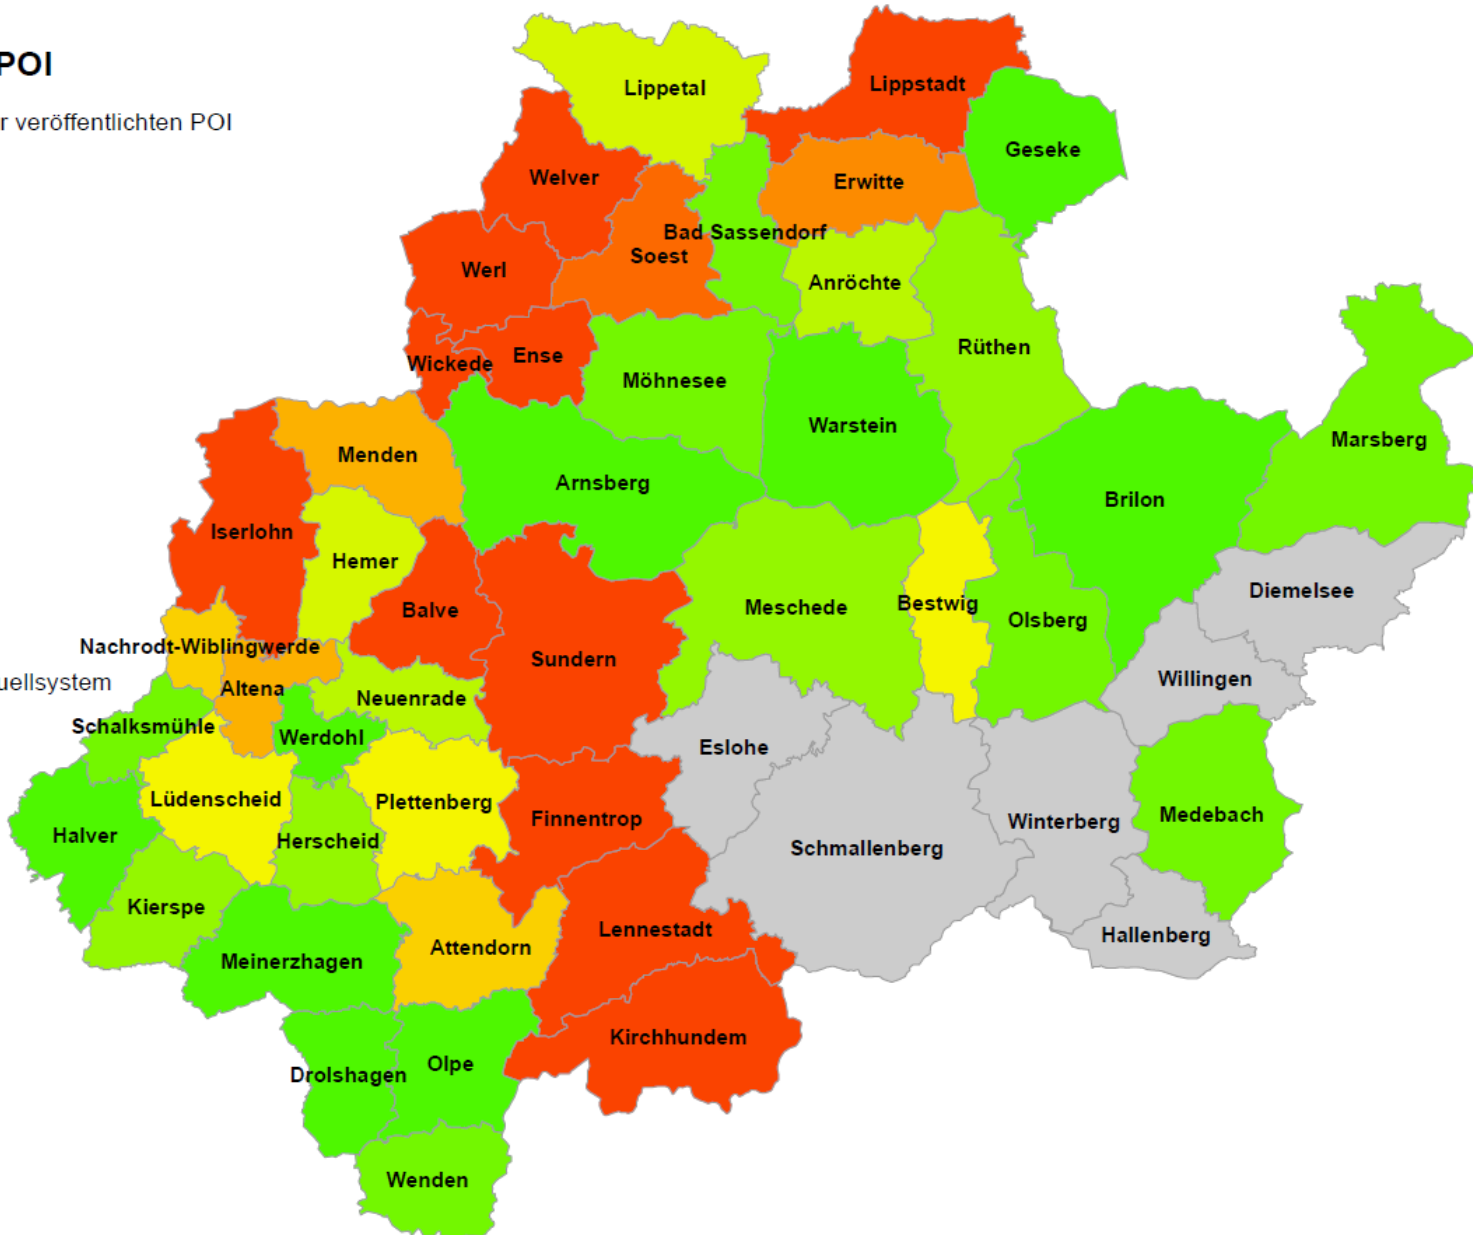 POI
r veröffentlichten POI
Lippetal
Lippstadt
Geseke
Welver
Erwitte
Bad Sassendorf
Soest
Werl
Anröchte
Rüthen
Wickede
Ense
Möhnesee
Warstein
Marsberg
Menden
Arnsberg
Brilon
Iserlohn
Hemer
Diemelsee
Balve
Meschede
Bestwig
Olsberg
Nachrodt-Wiblingwerde
Sundern
Willingen
uellsystem
Altena
Neuenrade
Schalksmühle
Werdohl
Eslohe
Lüdenscheid
Plettenberg
Finnentrop
Medebach
Halver
Herscheid
Winterberg
Schmallenberg
Kierspe
Lennestadt
Hallenberg
Attendorn
Meinerzhagen
Kirchhundem
Drolshagen
Olpe
Wenden